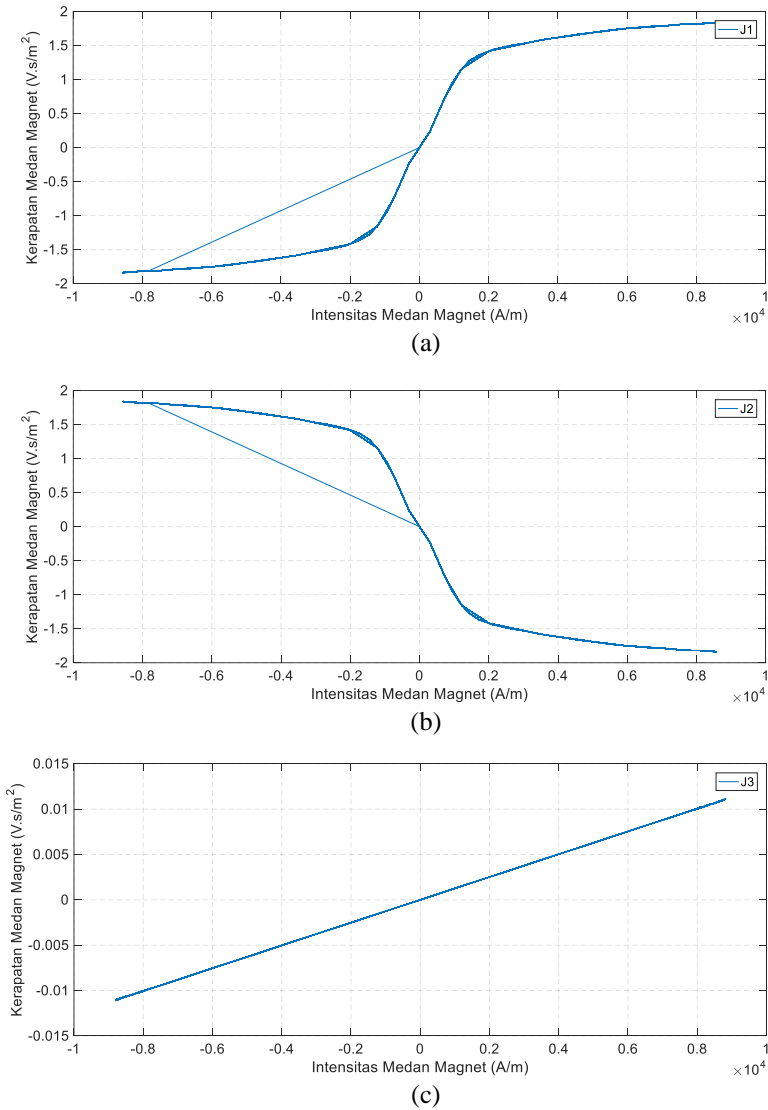 2
1.5
1
0.5
0
-0.5
-1
-1.5
-2
Kerapatan Medan Magnet (V.s/m²)
J1
-1 -0.8 -0.6 -0.4 -0.2 0 0.2 0.4 0.6 0.8 1
Intensitas Medan Magnet (A/m)
×10⁴
(a)
2
1.5
1
0.5
0
-0.5
-1
-1.5
-2
Kerapatan Medan Magnet (V.s/m²)
J2
-1 -0.8 -0.6 -0.4 -0.2 0 0.2 0.4 0.6 0.8 1
Intensitas Medan Magnet (A/m)
×10⁴
(b)
0.015
0.01
0.005
0
-0.005
-0.01
-0.015
Kerapatan Medan Magnet (V.s/m²)
J3
-1 -0.8 -0.6 -0.4 -0.2 0 0.2 0.4 0.6 0.8 1
Intensitas Medan Magnet (A/m)
×10⁴
(c)